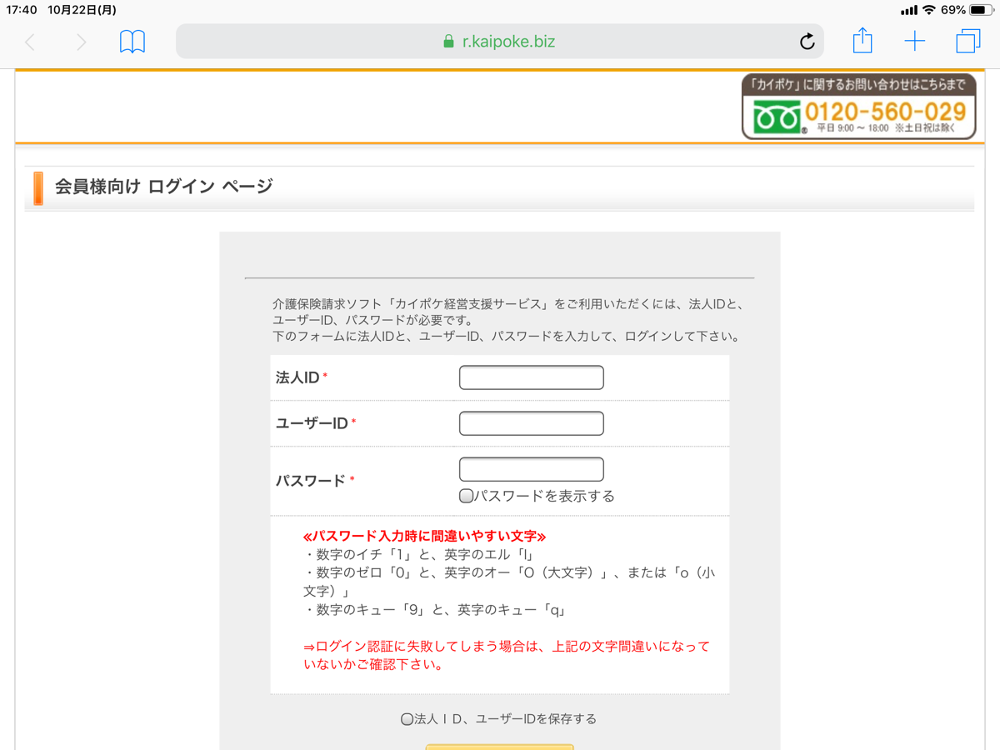 17:40 10月22日(月)
69%
r.kaipoke.biz
「カイポケ」に関するお問い合わせはこちらまで
0120-560-029
平日 9:00 〜 18:00 ※土日祝は除く
会員様向け ログイン ページ
介護保険請求ソフト「カイポケ経営支援サービス」をご利用いただくには、法人IDと、
ユーザーID、パスワードが必要です。
下のフォームに法人IDと、ユーザーID、パスワードを入力して、ログインして下さい。
法人ID*
ユーザーID*
パスワード*
パスワードを表示する
≪パスワード入力時に間違いやすい文字≫
・数字のイチ「1」と、英字のエル「l」
・数字のゼロ「0」と、英字のオー「O（大文字）」、または「o（小
文字）」
・数字のキュー「9」と、英字のキュー「q」
⇒ログイン認証に失敗してしまう場合は、上記の文字間違いになって
いないかご確認下さい。
法人ＩＤ、ユーザーIDを保存する